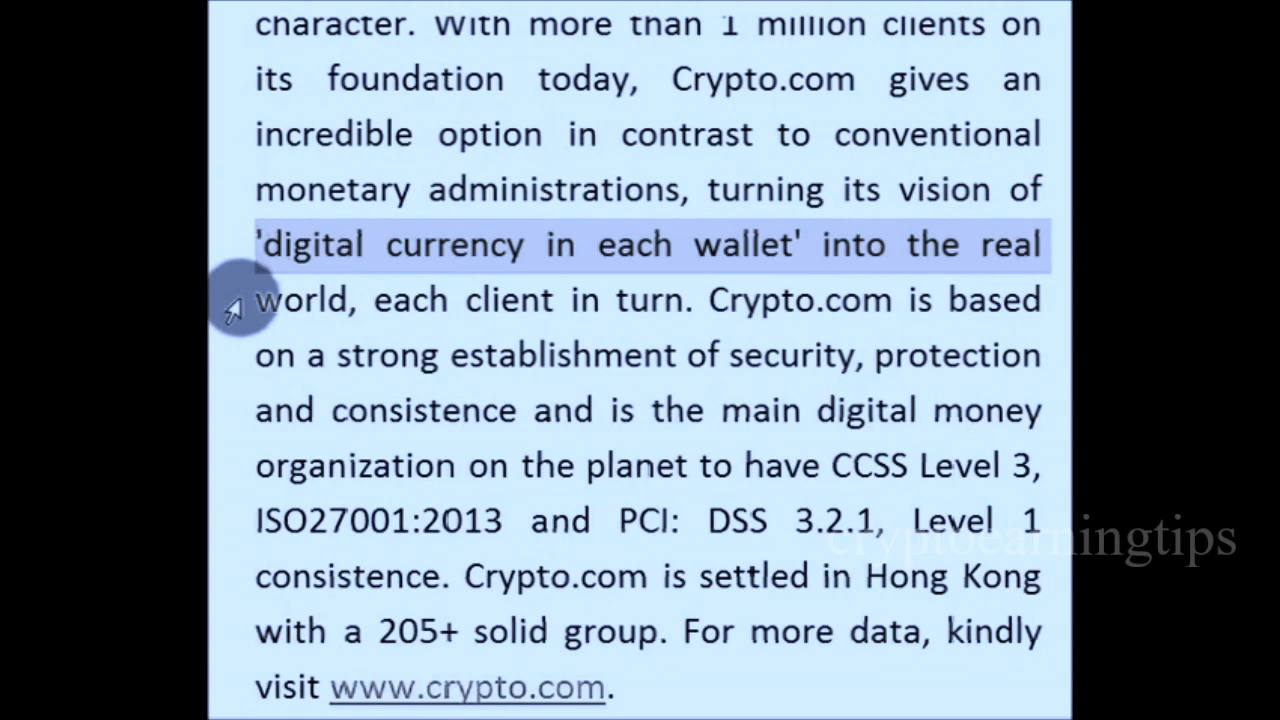 character. With more than 1 million clients on
its foundation today, Crypto.com gives an
incredible option in contrast to conventional
monetary administrations, turning its vision of
'digital currency in each wallet' into the real
world, each client in turn. Crypto.com is based
on a strong establishment of security, protection
and consistence and is the main digital money
organization on the planet to have CCSS Level 3,
ISO27001:2013 and PCI: DSS 3.2.1, Level 1
cryptoearningtips
consistence. Crypto.com is settled in Hong Kong
with a 205+ solid group. For more data, kindly
visit www.crypto.com.